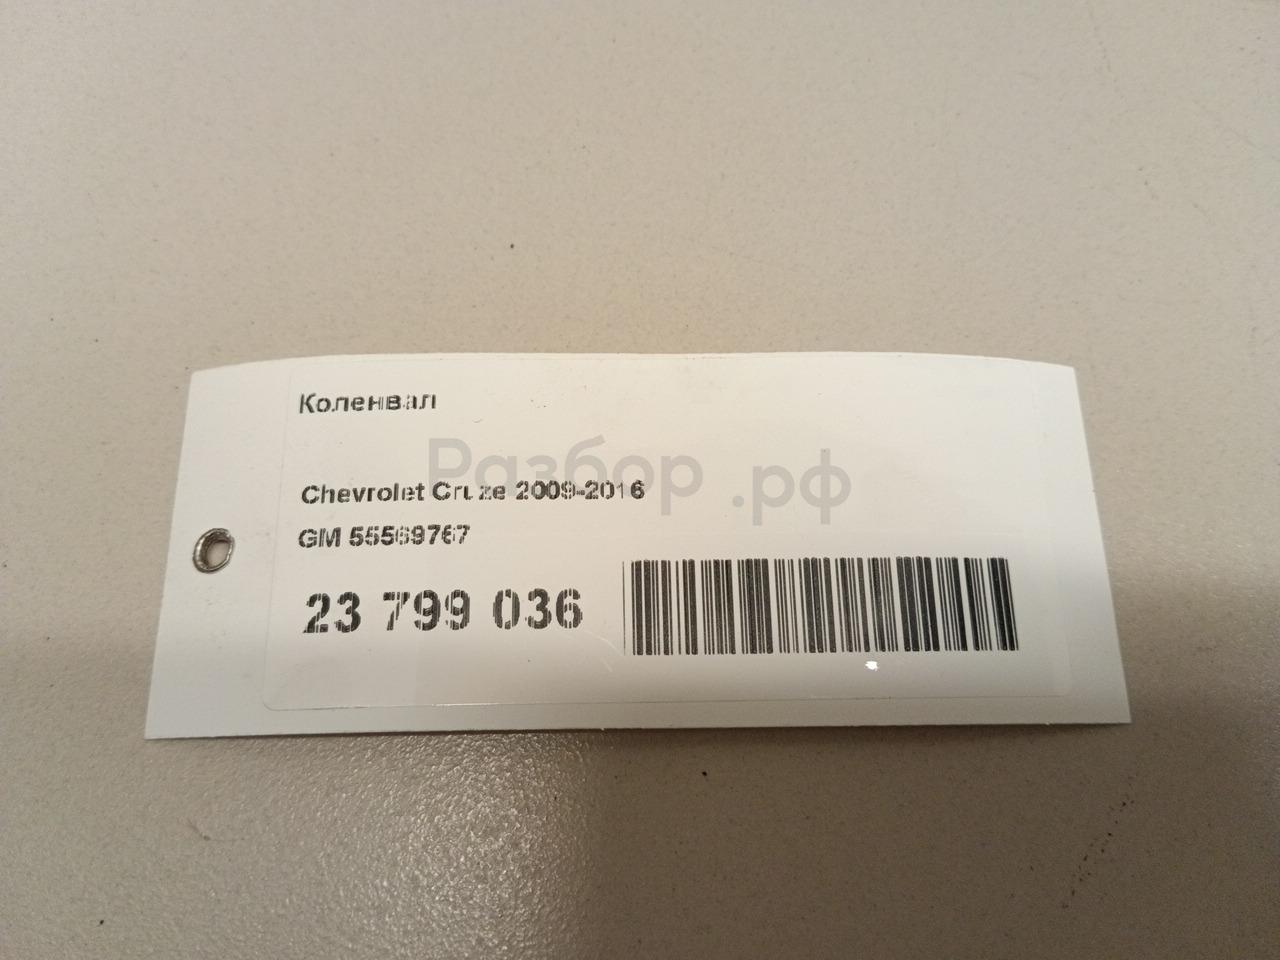 Коленвал
Разбор.рф
Chevrolet Cruze 2009-2016
GM 55569767
23 799 036